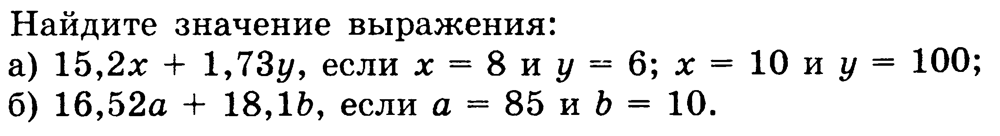 Найдите значение выражения:
а) 15,2x + 1,73y, если x = 8 и y = 6; x = 10 и y = 100;
б) 16,52a + 18,1b, если a = 85 и b = 10.